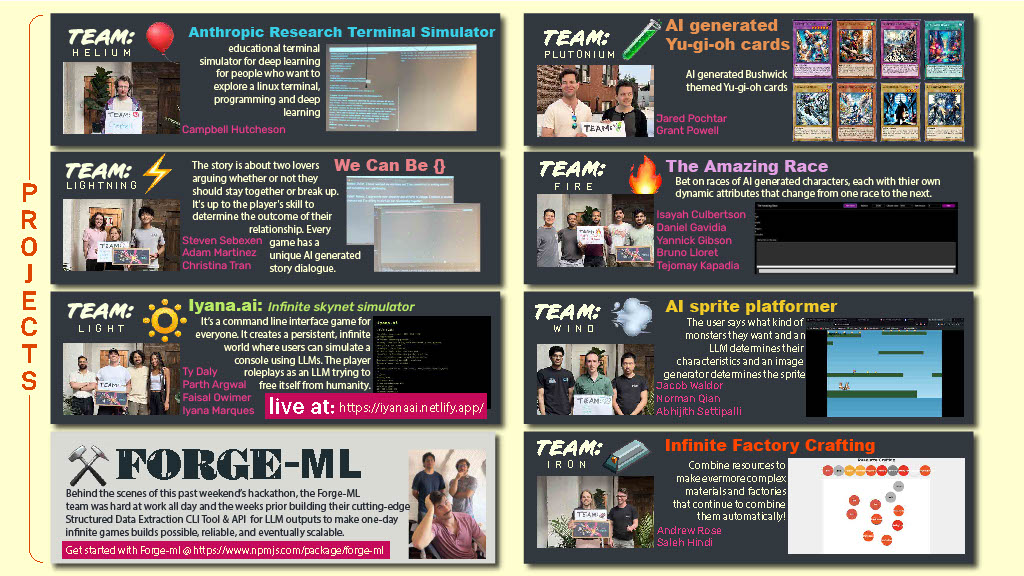 PROJECTS
TEAM:
HELIUM
Anthropic Research Terminal Simulator
educational terminal
simulator for deep learning
for people who want to
explore a linux terminal,
programming and deep
learning
Campbell Hutcheson
TEAM:
LIGHTNING
We Can Be {}
The story is about two lovers
arguing whether or not they
should stay together or break up.
It's up to the player's skill to
determine the outcome of their
relationship. Every
game has a
unique AI generated
story dialogue.
Steven Sebexen
Adam Martinez
Christina Tran
TEAM:
LIGHT
Iyana.ai: Infinite skynet simulator
It's a command line interface game for
everyone. It creates a persistent, infinite
world where users can simulate a
console using LLMs. The player
roleplays as an LLM trying to
free itself from humanity.
Ty Daly
Parth Argwal
Faisal Owimer
Iyana Marques
live at: https://iyanaai.netlify.app/
FORGE-ML
Behind the scenes of this past weekend's hackathon, the Forge-ML
team was hard at work all day and the weeks prior building their cutting-edge
Structured Data Extraction CLI Tool & API for LLM outputs to make one-day
infinite games builds possible, reliable, and eventually scalable.
Get started with Forge-ml @ https://www.npmjs.com/package/forge-ml
TEAM:
PLUTONIUM
AI generated
Yu-gi-oh cards
AI generated Bushwick
themed Yu-gi-oh cards
Jared Pochtar
Grant Powell
TEAM:
TEAM:
FIRE
The Amazing Race
Bet on races of AI generated characters, each with thier own
dynamic attributes that change from one race to the next.
Isayah Culbertson
Daniel Gavidia
Yannick Gibson
Bruno Lloret
Tejomay Kapadia
TEAM:
WIND
AI sprite platformer
The user says what kind of
monsters they want and an
LLM determines their
characteristics and an image
generator determines the sprite
Jacob Waldor
Norman Qian
Abhijith Settipalli
TEAM:
IRON
Infinite Factory Crafting
Combine resources to
make evermore complex
materials and factories
that continue to combine
them automatically!
Andrew Rose
Saleh Hindi